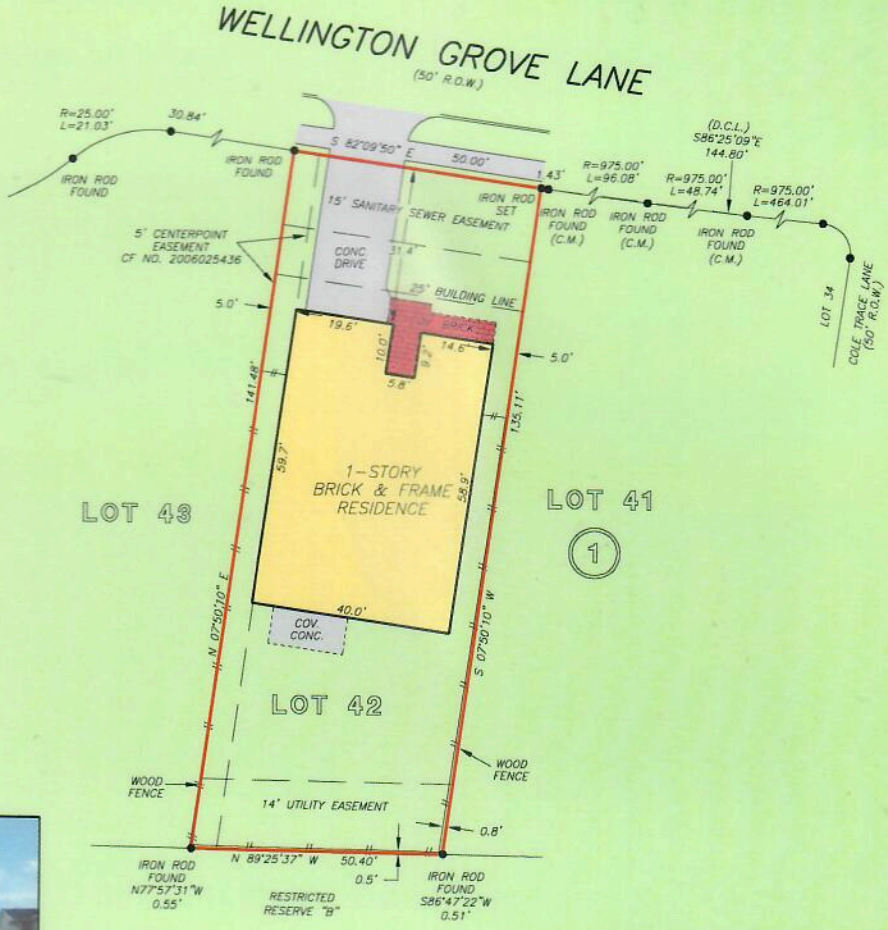 WELLINGTON GROVE LANE
(50' R.O.W.)
R=25.00'
L=21.03'
30.84'
IRON ROD
FOUND
IRON ROD
FOUND
S 82°09'50" E
50.00'
1.43'
(D.C.L.)
S86°25'09"E
144.80'
R=975.00'
L=96.08'
R=975.00'
L=48.74'
R=975.00'
L=464.01'
IRON ROD
SET
IRON ROD
FOUND
(C.M.)
IRON ROD
FOUND
(C.M.)
IRON ROD
FOUND
(C.M.)
LOT 34
COLE TRACE LANE
(50' R.O.W.)
15' SANITARY SEWER EASEMENT
5' CENTERPOINT
EASEMENT
CF NO. 2006025436
CONC.
DRIVE
31.4'
25' BUILDING LINE
5.0'
19.6'
10.0'
5.8'
9.2'
BRICK
14.6'
5.0'
141.48'
135.11'
59.7'
58.9'
1-STORY
BRICK & FRAME
RESIDENCE
LOT 43
LOT 41
1
N 07°50'10" E
S 07°50'10" W
40.0'
COV.
CONC.
LOT 42
WOOD
FENCE
WOOD
FENCE
14' UTILITY EASEMENT
0.8'
N 89°25'37" W
50.40'
0.5'
IRON ROD
FOUND
N77°57'31"W
0.55'
RESTRICTED
RESERVE "B"
IRON ROD
FOUND
S86°47'22"W
0.51'